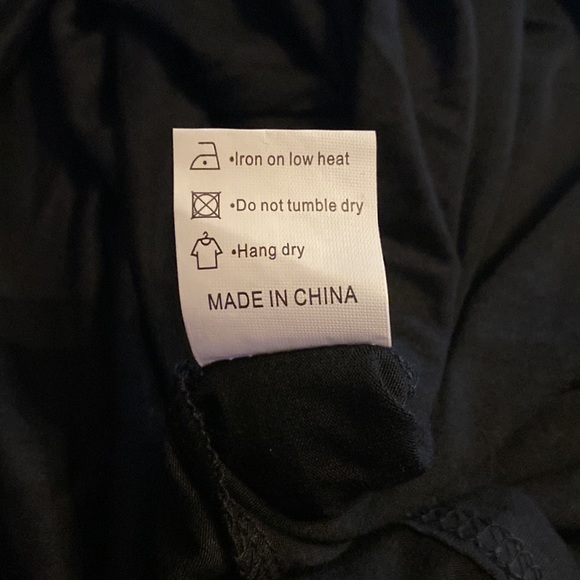 •Iron on low heat
•Do not tumble dry
•Hang dry
MADE IN CHINA